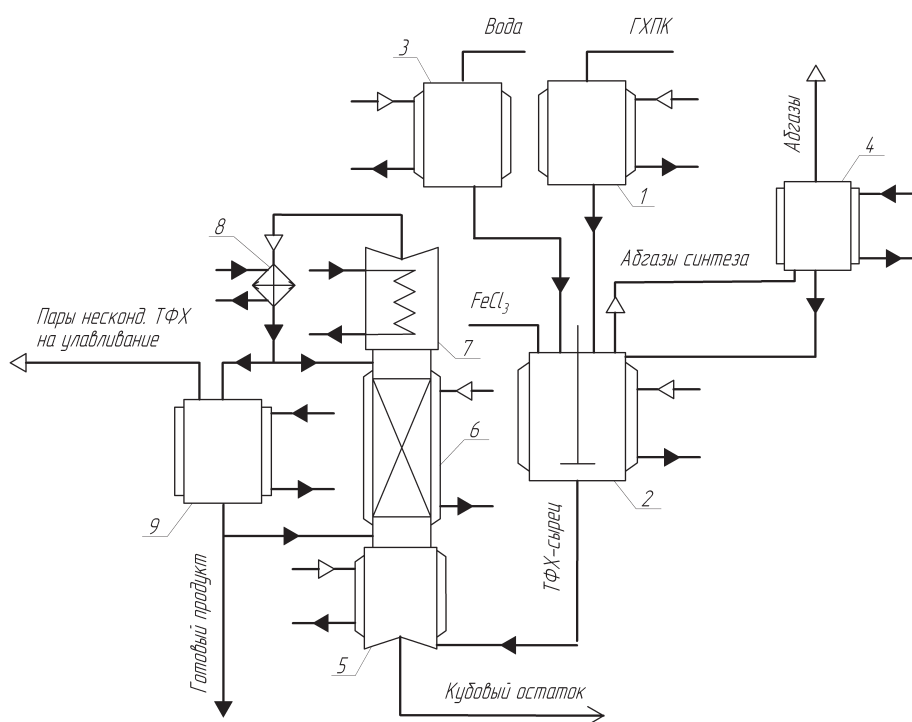 Вода
ГХПК
3
1
Абгазы
4
8
Абгазы синтеза
FeCl3
Пары несконд. ТФХ
на улавливание
7
6
2
9
ТФХ-сырец
Готовый продукт
5
Кубовый остаток